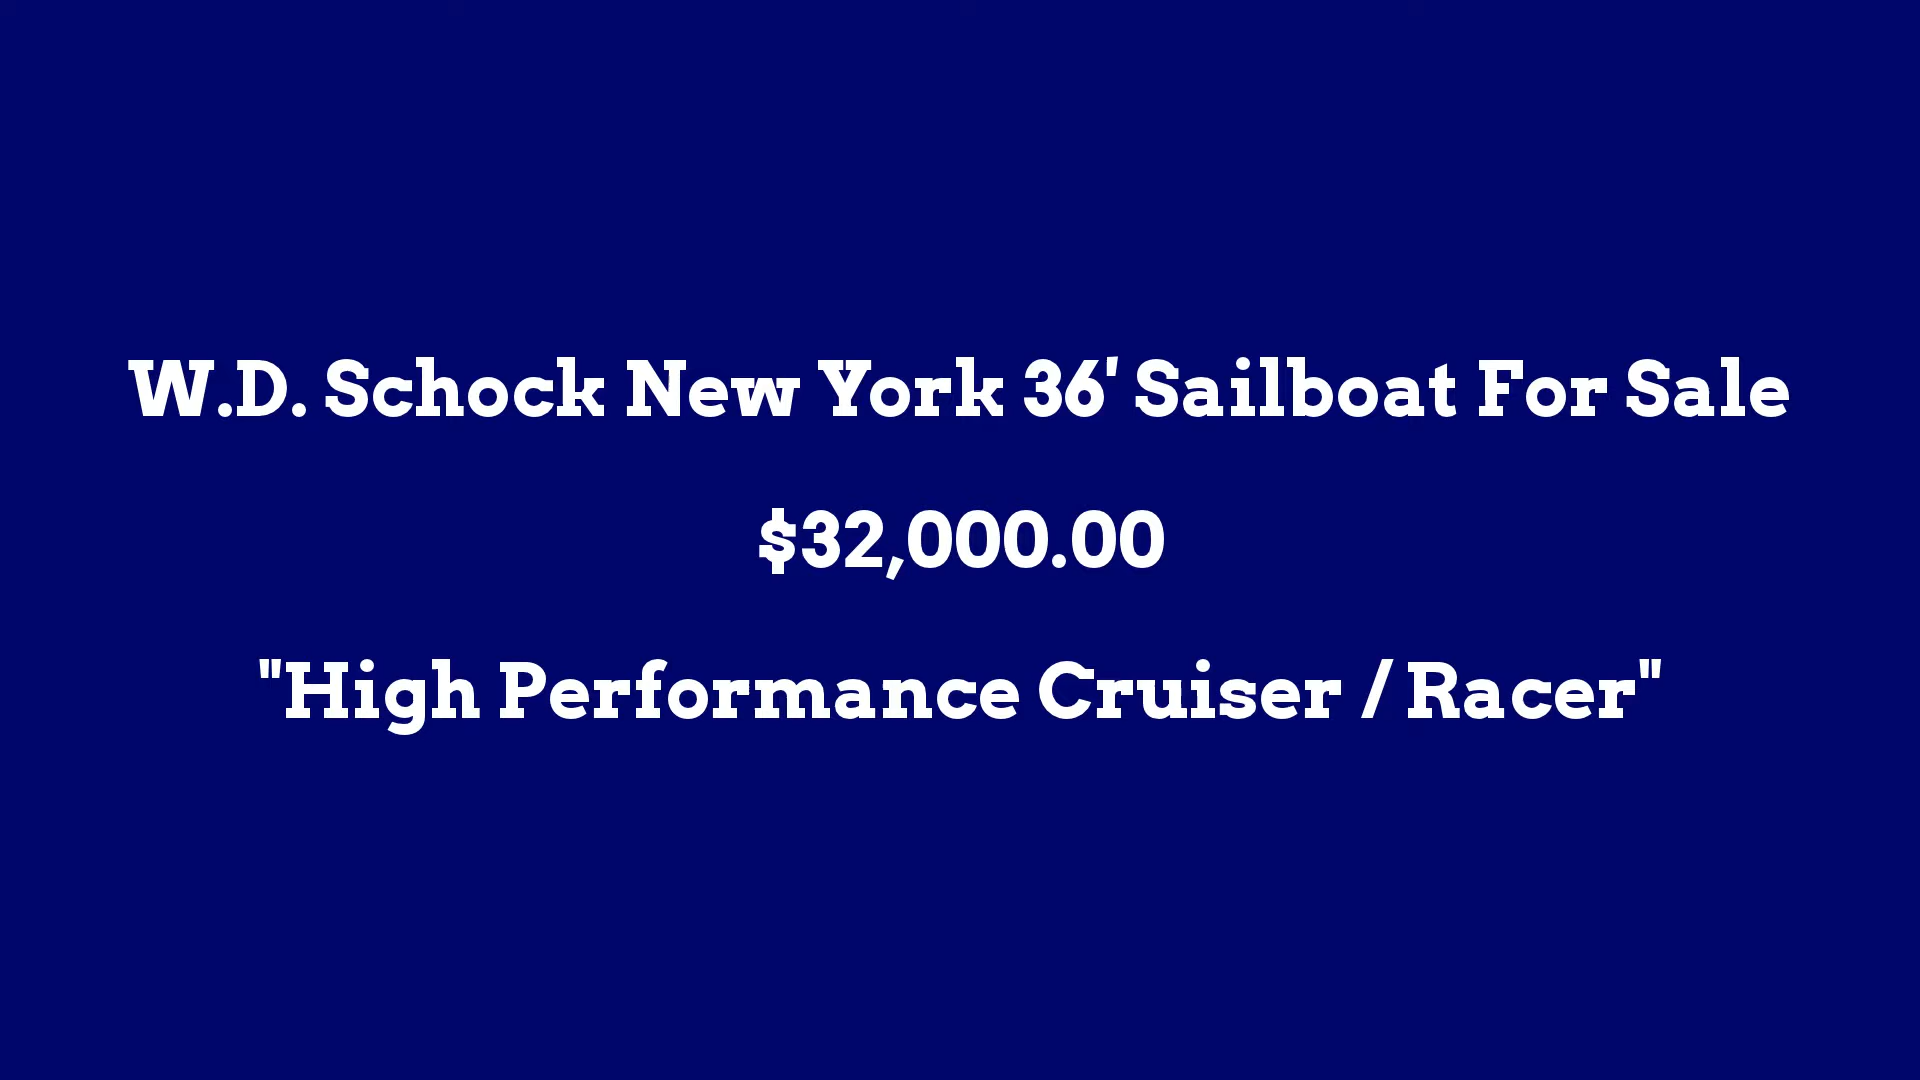 W.D. Schock New York 36' Sailboat For Sale
$32,000.00
"High Performance Cruiser / Racer"